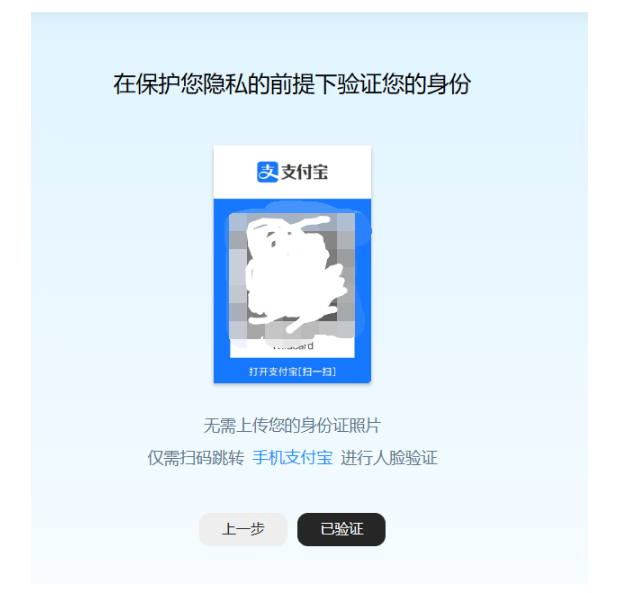 在保护您隐私的前提下验证您的身份
支付宝
打开支付宝[扫一扫]
无需上传您的身份证照片
仅需扫码跳转 手机支付宝 进行人脸验证
上一步 已验证